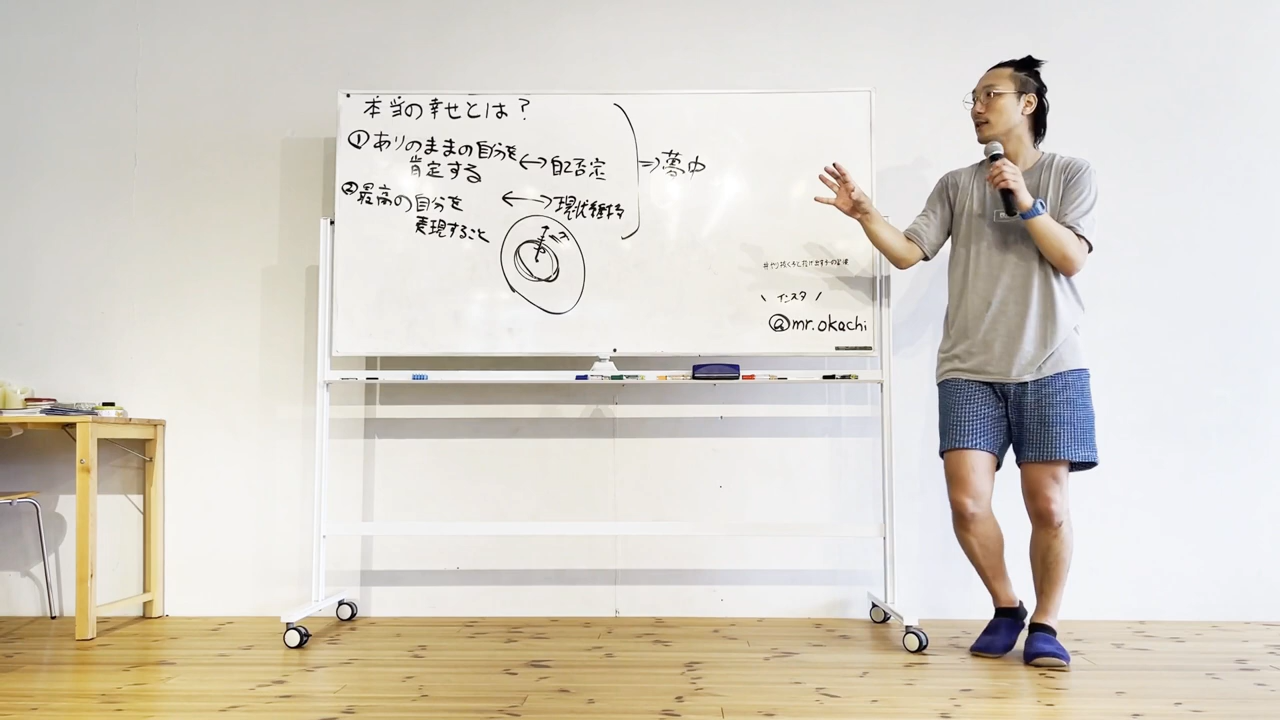 本当の幸せとは?
① ありのままの自分を
肯定する
↔ 自己否定
② 最高の自分を
表現すること
↔ 現状維持
⇒ 夢中
\ インスタ /
@mr.okachi